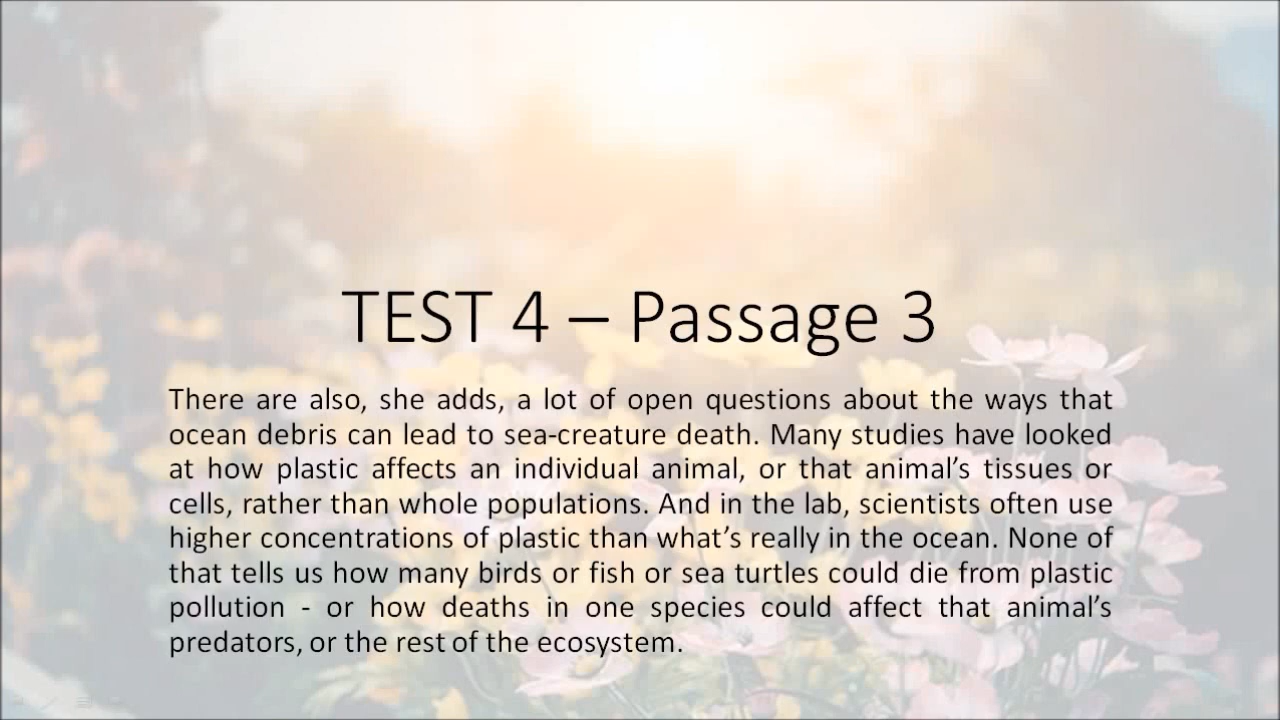 TEST 4 – Passage 3
There are also, she adds, a lot of open questions about the ways that
ocean debris can lead to sea-creature death. Many studies have looked
at how plastic affects an individual animal, or that animal’s tissues or
cells, rather than whole populations. And in the lab, scientists often use
higher concentrations of plastic than what’s really in the ocean. None of
that tells us how many birds or fish or sea turtles could die from plastic
pollution - or how deaths in one species could affect that animal’s
predators, or the rest of the ecosystem.